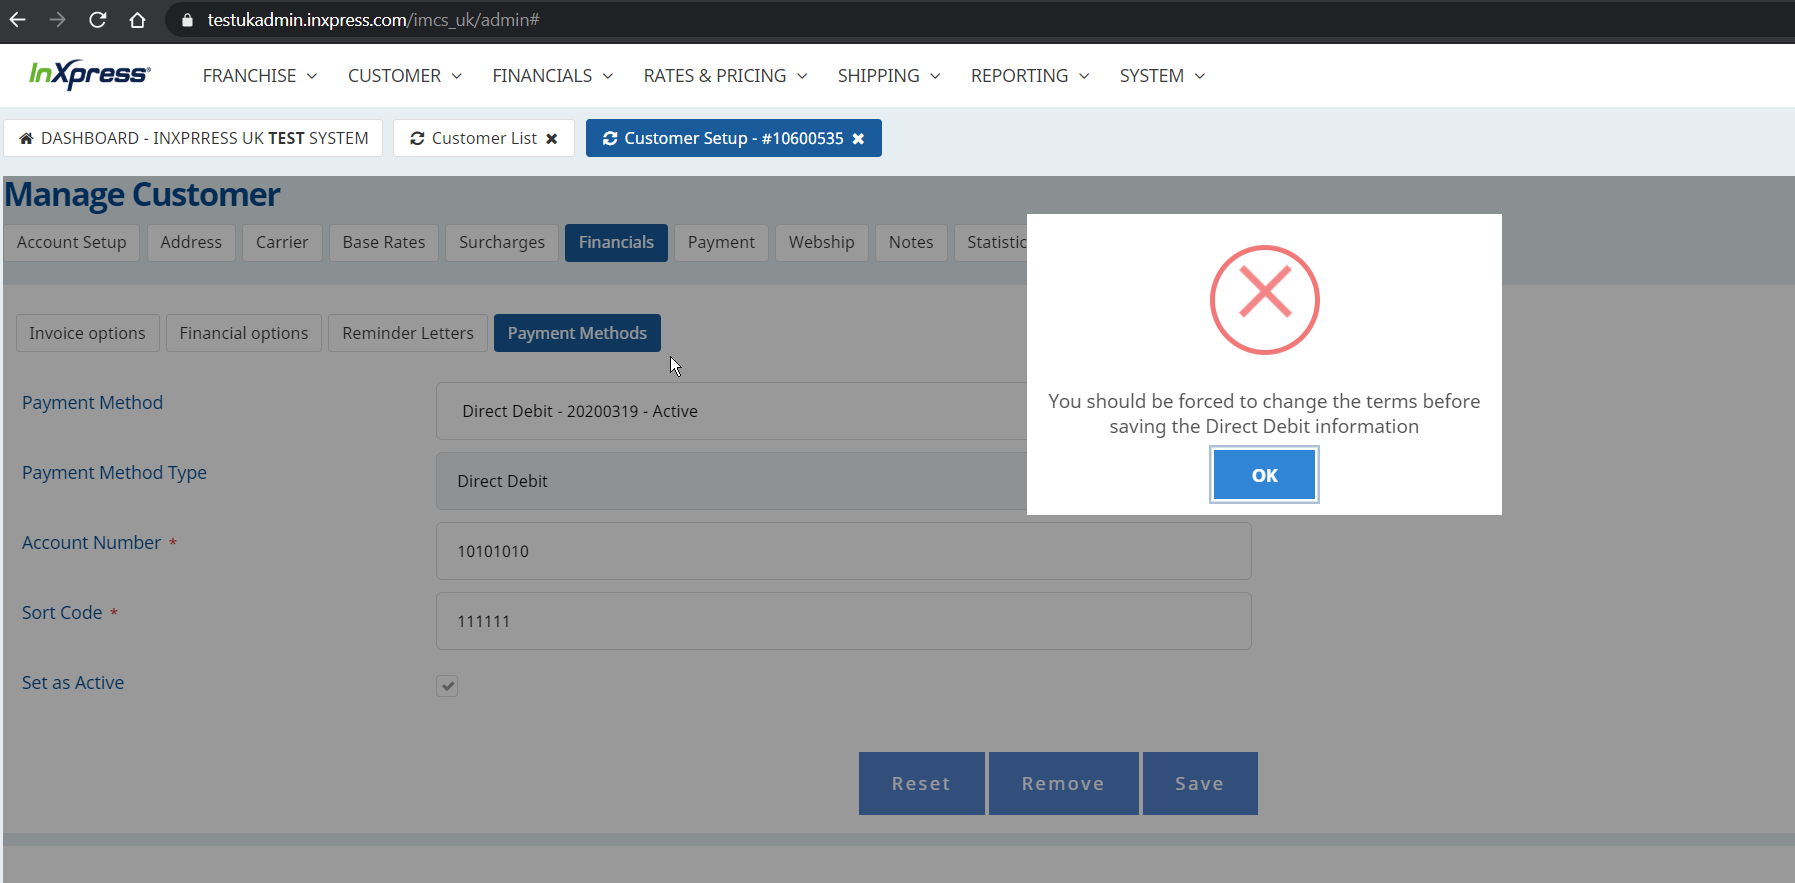 testukadmin.inxpress.com/imcs_uk/admin#
InXpress®
FRANCHISE CUSTOMER FINANCIALS RATES & PRICING SHIPPING REPORTING SYSTEM
DASHBOARD - INXPRRESS UK TEST SYSTEM Customer List Customer Setup - #10600535
Manage Customer
Account Setup Address Carrier Base Rates Surcharges Financials Payment Webship Notes Statistic
Invoice options Financial options Reminder Letters Payment Methods
Payment Method Direct Debit - 20200319 - Active
Payment Method Type Direct Debit
Account Number * 10101010
Sort Code * 111111
Set as Active
Reset Remove Save
You should be forced to change the terms before
saving the Direct Debit information
OK